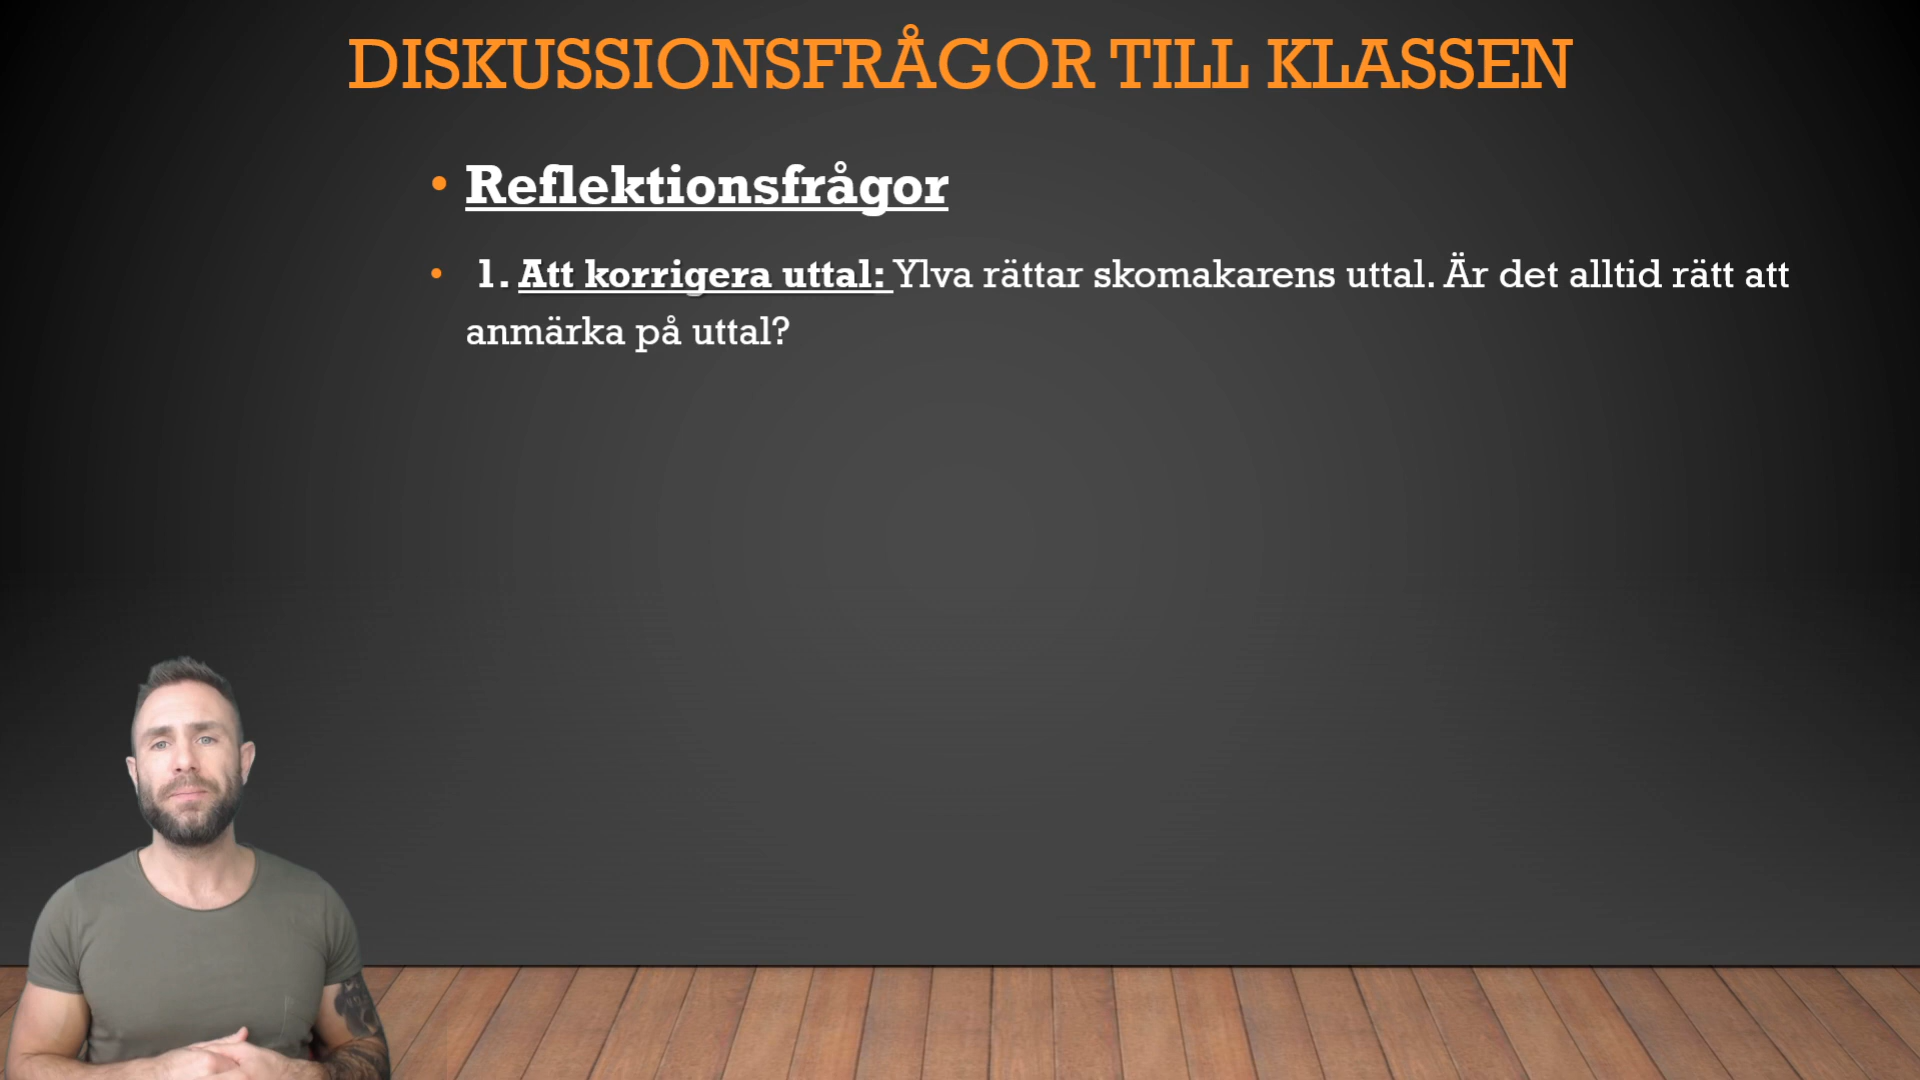 DISKUSSIONSFRÅGOR TILL KLASSEN
• Reflektionsfrågor
• 1. Att korrigera uttal: Ylva rättar skomakarens uttal. Är det alltid rätt att
anmärka på uttal?